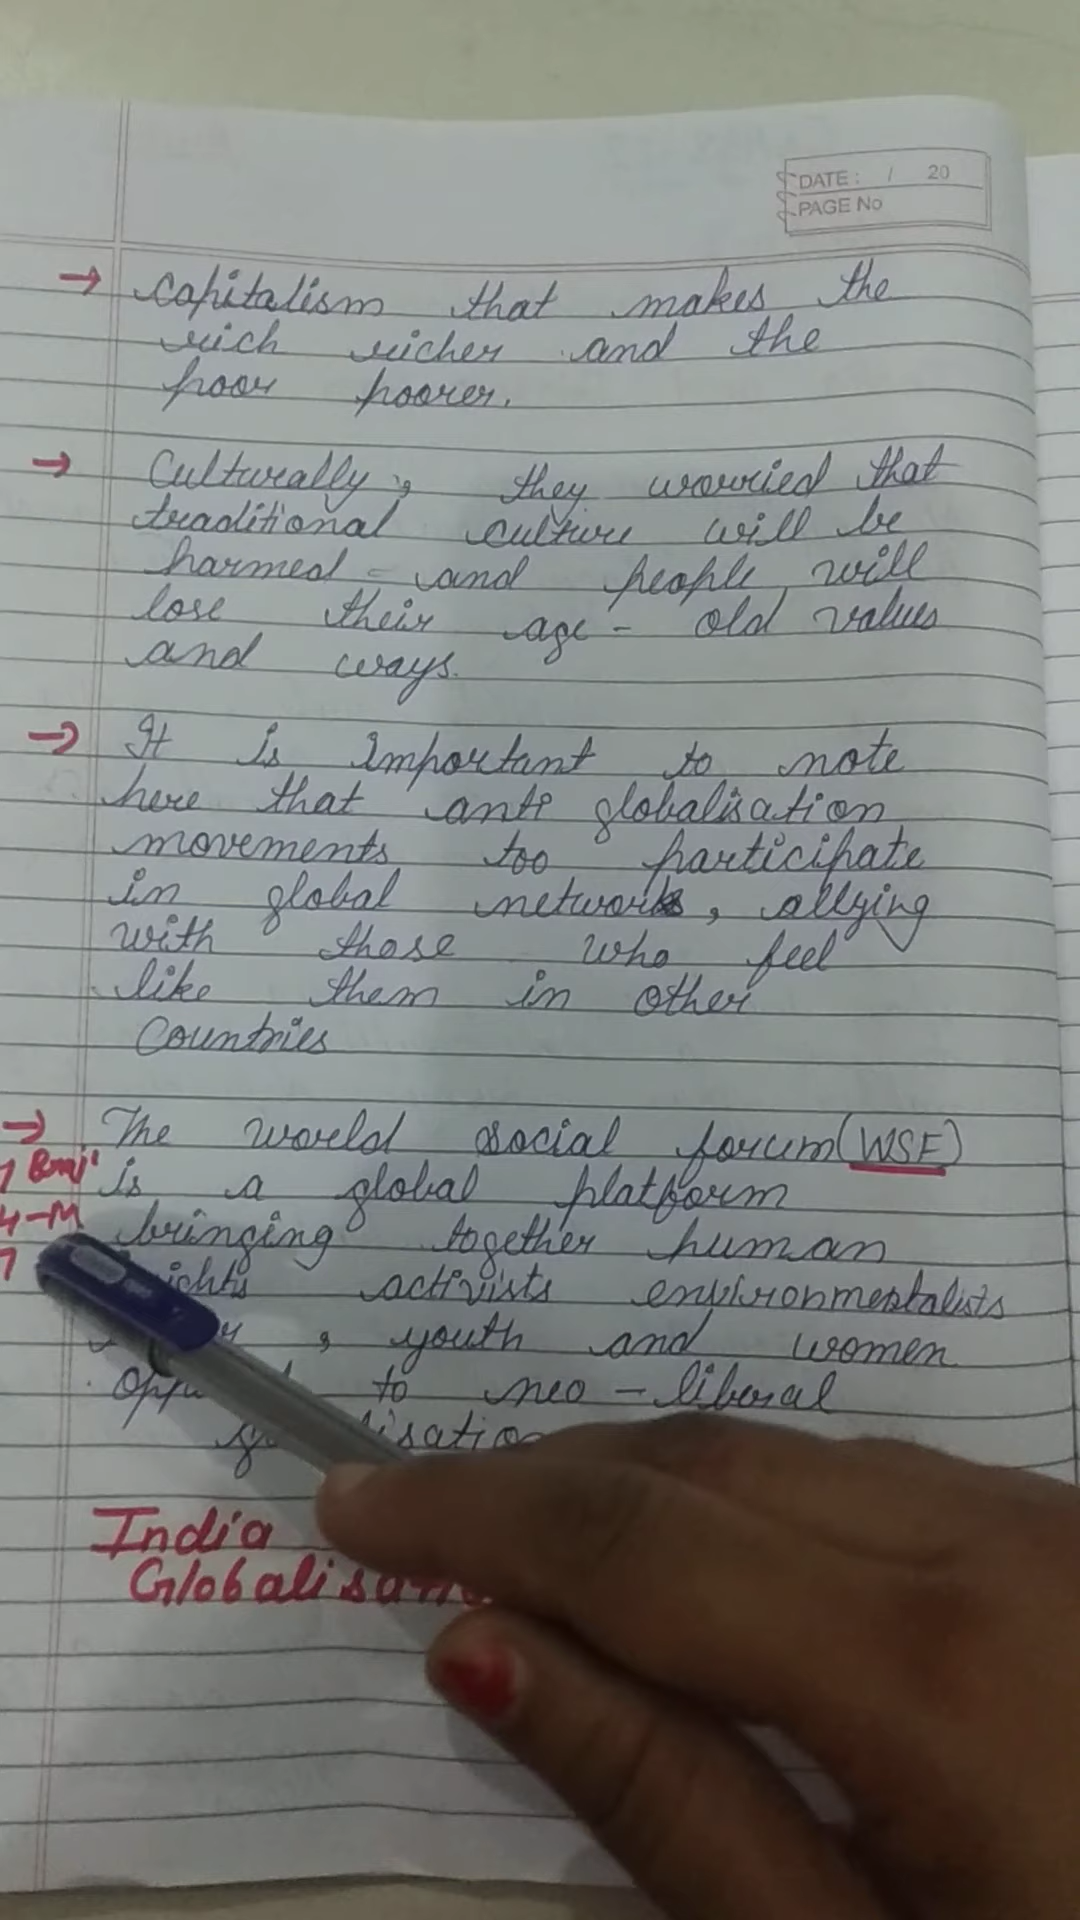 DATE: / 20
PAGE No
→ capitalism that makes the
rich richer and the
poor poorer.
→ Culturally, they worried that
traditional culture will be
harmed - and people will
lose their age - old values
and ways.
→ It is Important to note
here that anti globalisation
movements too participate
in global networks, allying
with those who feel
like them in other
Countries
→ The world social forum (WSF)
is a global platform
bringing together human
activists environmentalists
, youth and women
to neo - liberal
India